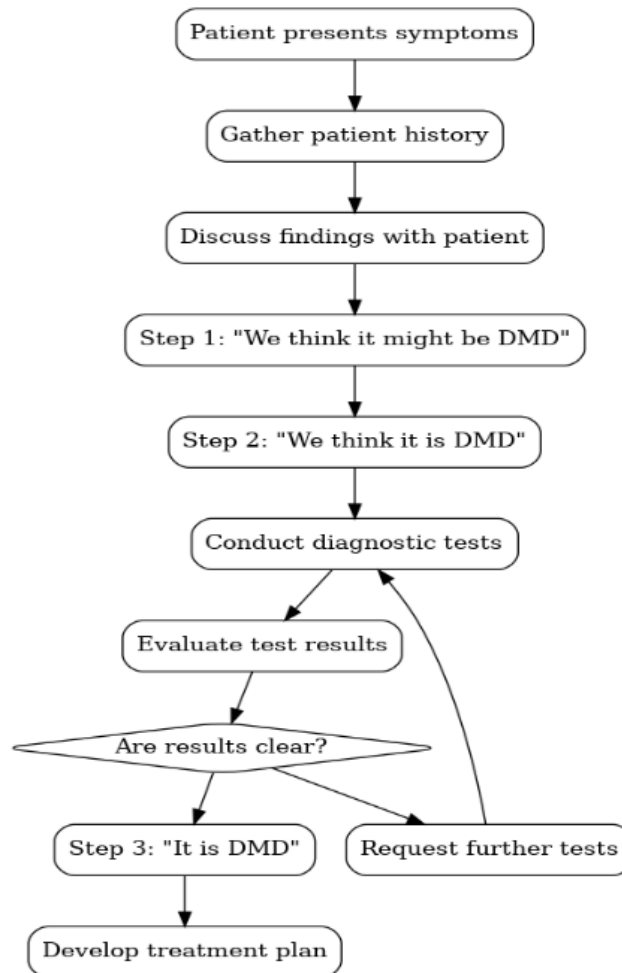 Patient presents symptoms
Gather patient history
Discuss findings with patient
Step 1: "We think it might be DMD"
Step 2: "We think it is DMD"
Conduct diagnostic tests
Evaluate test results
Are results clear?
Step 3: "It is DMD"
Request further tests
Develop treatment plan